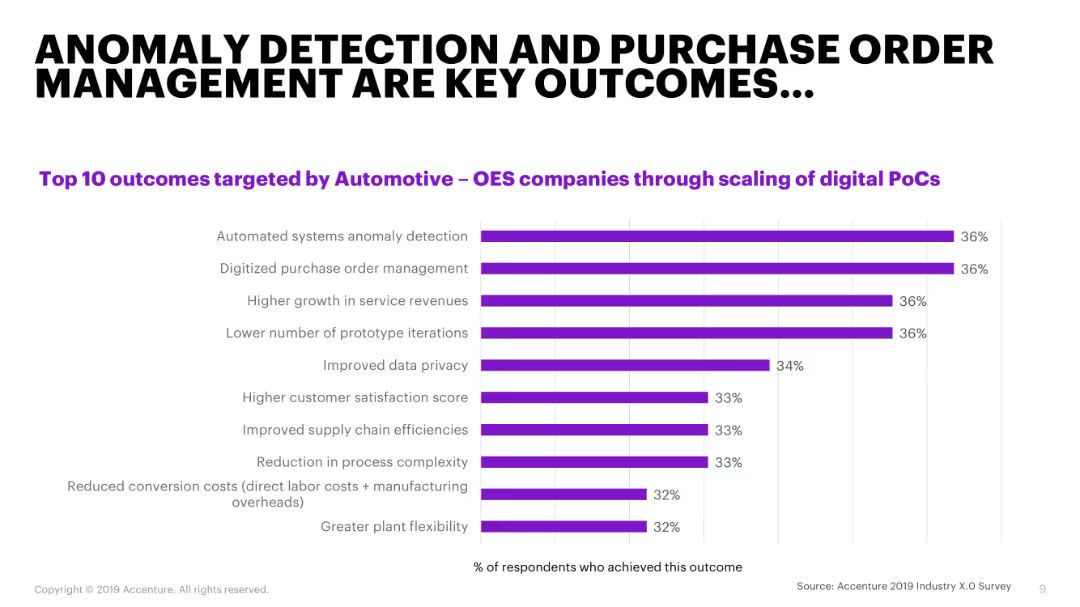 ANOMALY DETECTION AND PURCHASE ORDER
MANAGEMENT ARE KEY OUTCOMES...
Top 10 outcomes targeted by Automotive – OES companies through scaling of digital PoCs
Automated systems anomaly detection 36%
Digitized purchase order management 36%
Higher growth in service revenues 36%
Lower number of prototype iterations 36%
Improved data privacy 34%
Higher customer satisfaction score 33%
Improved supply chain efficiencies 33%
Reduction in process complexity 33%
Reduced conversion costs (direct labor costs + manufacturing
overheads) 32%
Greater plant flexibility 32%
% of respondents who achieved this outcome
Copyright © 2019 Accenture. All rights reserved.
Source: Accenture 2019 Industry X.0 Survey
9